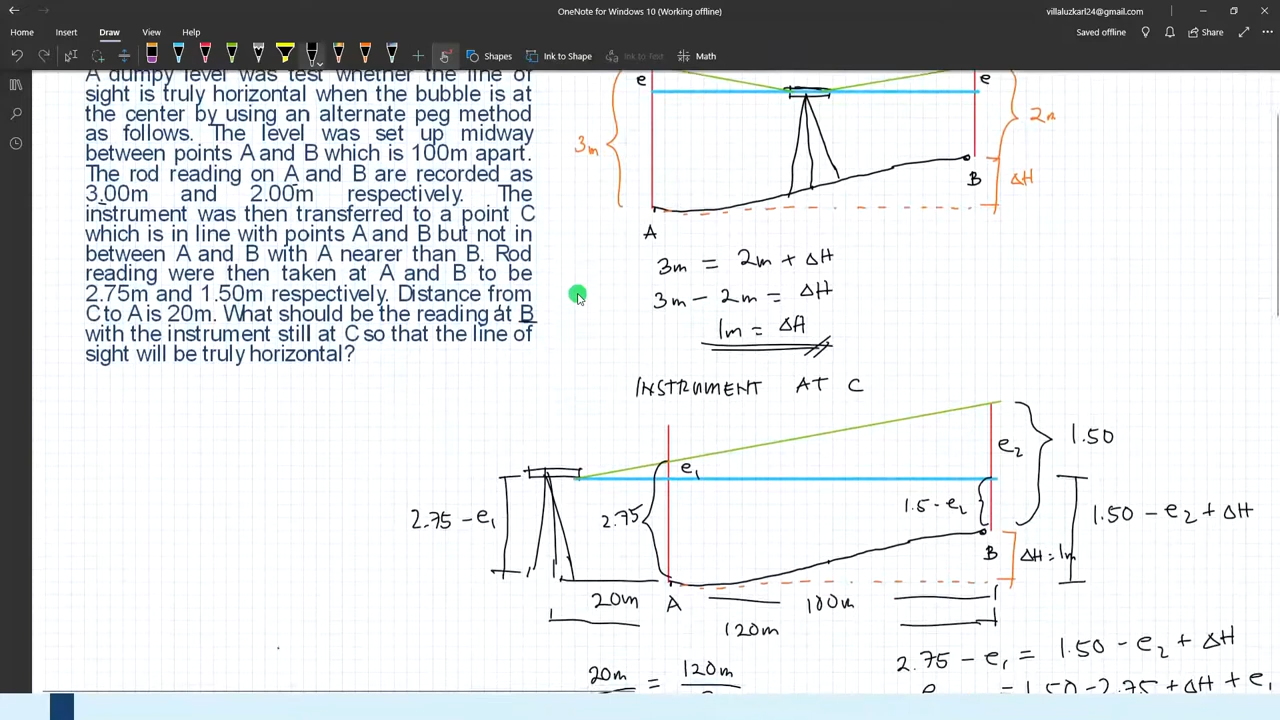 OneNote for Windows 10 (Working offline)
villaluzkarl24@gmail.com
Home Insert Draw View Help
Saved offline
Share
Shapes
Ink to Shape
Ink to Text
Math
A dumpy level was test whether the line of
sight is truly horizontal when the bubble is at
the center by using an alternate peg method
as follows. The level was set up midway
between points A and B which is 100m apart.
The rod reading on A and B are recorded as
3.00m and 2.00m respectively. The
instrument was then transferred to a point C
which is in line with points A and B but not in
between A and B with A nearer than B. Rod
reading were then taken at A and B to be
2.75m and 1.50m respectively. Distance from
C to A is 20m. What should be the reading at B
with the instrument still at C so that the line of
sight will be truly horizontal?
e
e
3m
2m
B
ΔH
A
3m = 2m + ΔH
3m - 2m = ΔH
1m = ΔH
INSTRUMENT AT C
e₁
e₂
1.50
2.75 - e₁
2.75
1.5 - e₂
1.50 - e₂ + ΔH
B
ΔH = 1m
20m
A
100m
120m
20m = 120m
2.75 - e₁ = 1.50 - e₂ + ΔH
= 1.50 - 2.75 + ΔH + e₁